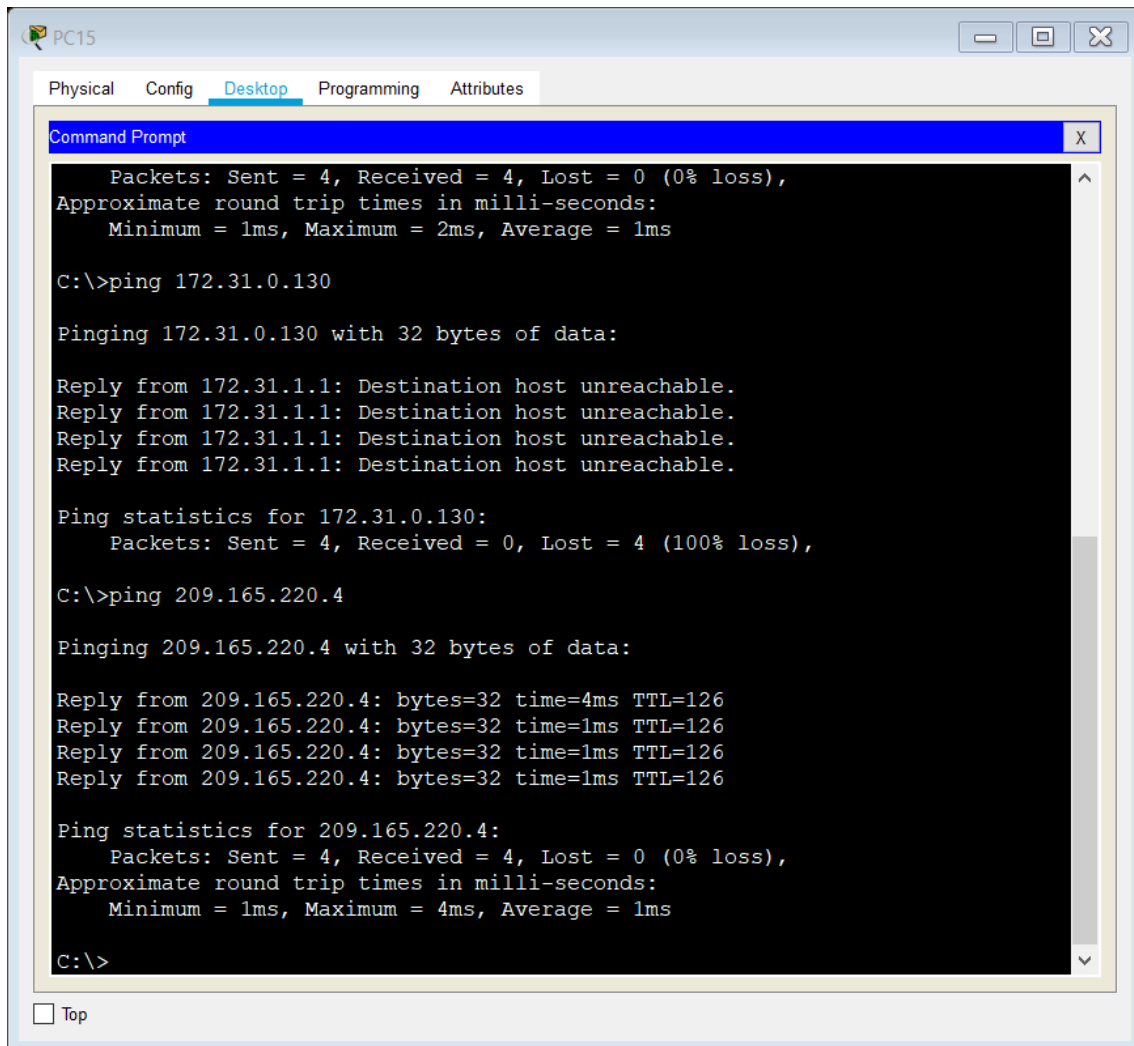 PC15
Physical Config Desktop Programming Attributes
Command Prompt X
Packets: Sent = 4, Received = 4, Lost = 0 (0% loss),
Approximate round trip times in milli-seconds:
Minimum = 1ms, Maximum = 2ms, Average = 1ms
C:\>ping 172.31.0.130
Pinging 172.31.0.130 with 32 bytes of data:
Reply from 172.31.1.1: Destination host unreachable.
Reply from 172.31.1.1: Destination host unreachable.
Reply from 172.31.1.1: Destination host unreachable.
Reply from 172.31.1.1: Destination host unreachable.
Ping statistics for 172.31.0.130:
Packets: Sent = 4, Received = 0, Lost = 4 (100% loss),
C:\>ping 209.165.220.4
Pinging 209.165.220.4 with 32 bytes of data:
Reply from 209.165.220.4: bytes=32 time=4ms TTL=126
Reply from 209.165.220.4: bytes=32 time=1ms TTL=126
Reply from 209.165.220.4: bytes=32 time=1ms TTL=126
Reply from 209.165.220.4: bytes=32 time=1ms TTL=126
Ping statistics for 209.165.220.4:
Packets: Sent = 4, Received = 4, Lost = 0 (0% loss),
Approximate round trip times in milli-seconds:
Minimum = 1ms, Maximum = 4ms, Average = 1ms
C:\>
Top